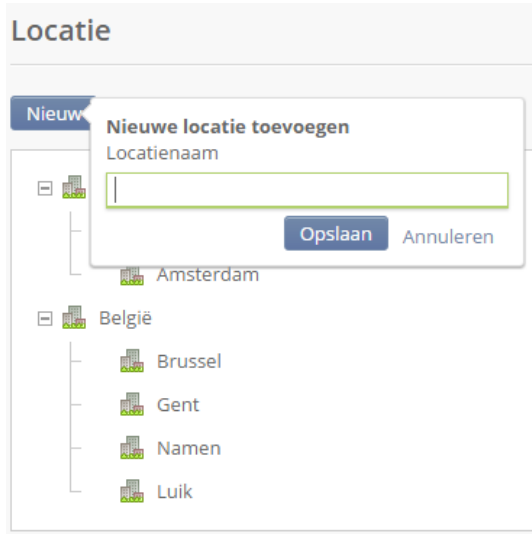 Locatie
Nieuw
Nieuwe locatie toevoegen
Locatienaam
Opslaan Annuleren
Amsterdam
België
Brussel
Gent
Namen
Luik